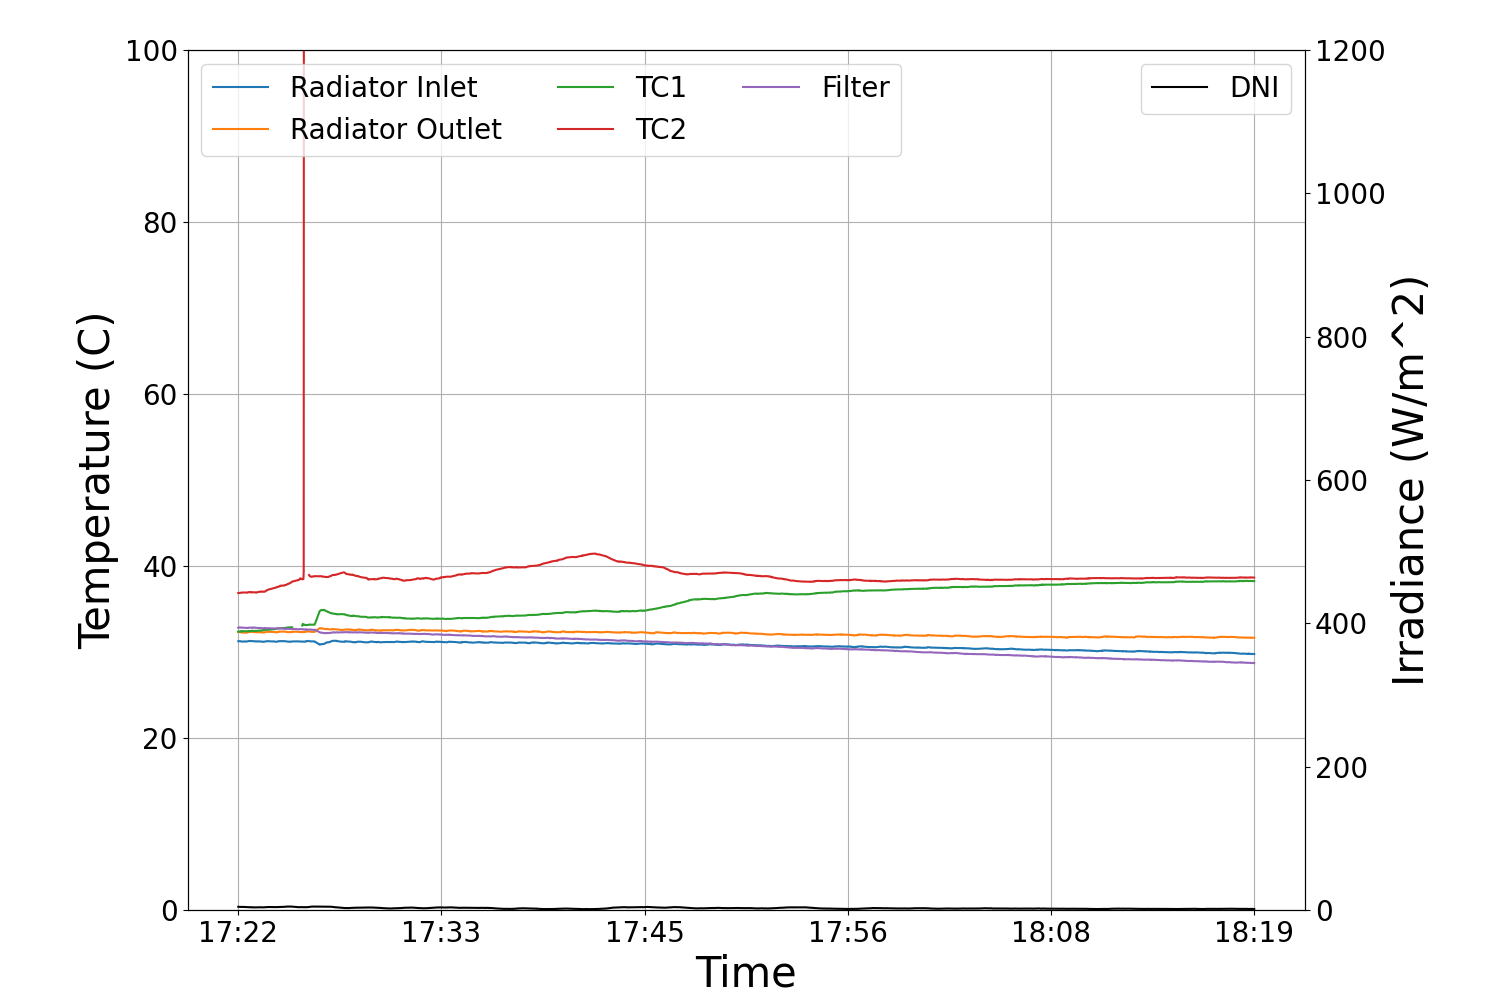 Temperature (C)
100
80
60
40
20
0
Radiator Inlet
Radiator Outlet
TC1
TC2
Filter
DNI
1200
1000
800
600
400
200
0
Irradiance (W/m^2)
17:22 17:33 17:45 17:56 18:08 18:19
Time